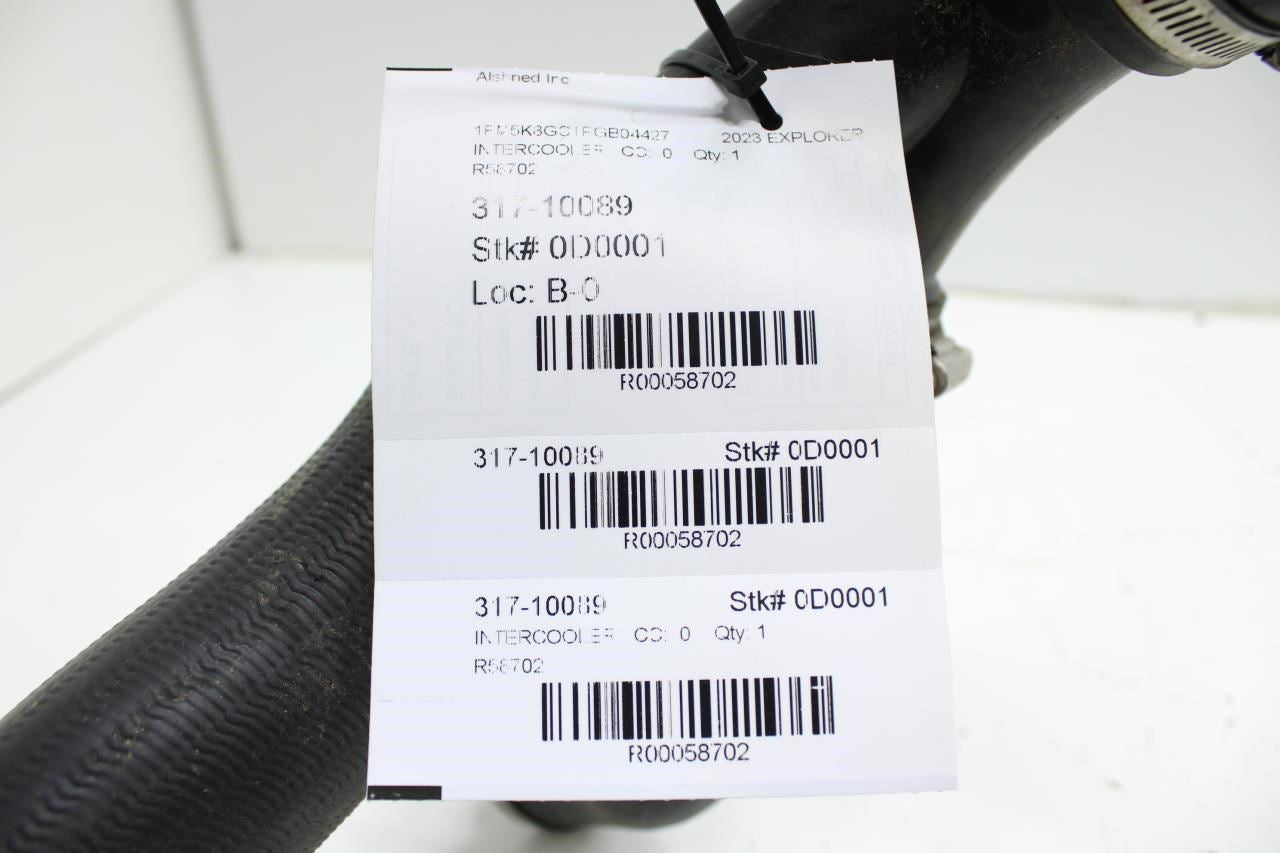 Alshned Inc
1FM5K8GC1PGB04427 2023 EXPLORER
INTERCOOLER CC: 0 Qty: 1
R58702
317-10089
Stk# 0D0001
Loc: B-0
R00058702
317-10089 Stk# 0D0001
R00058702
317-10089 Stk# 0D0001
INTERCOOLER CC: 0 Qty: 1
R58702
R00058702